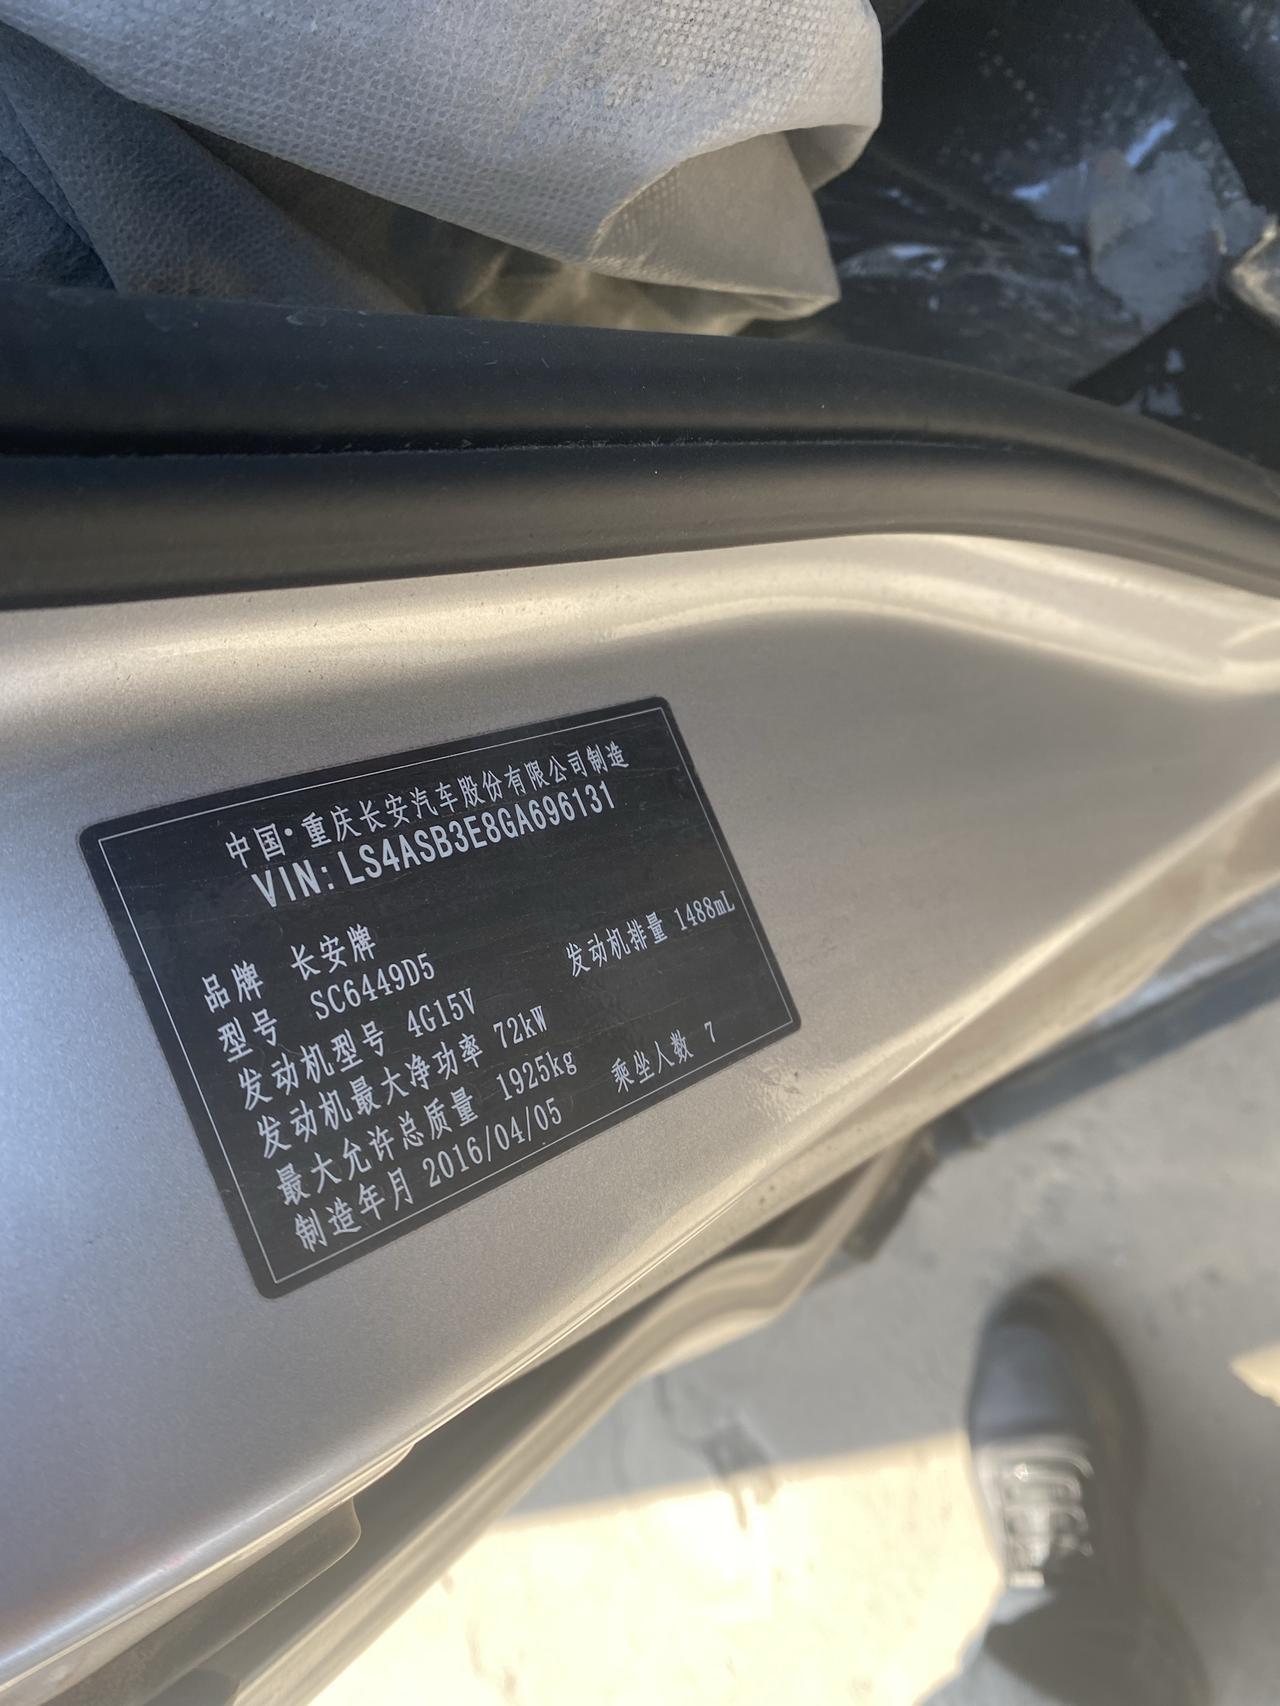 中国·重庆长安汽车股份有限公司制造
VIN: LS4ASB3E8GA696131
品牌 长安牌
型号 SC6449D5
发动机型号 4G15V 发动机排量 1488mL
发动机最大净功率 72kW
最大允许总质量 1925kg
制造年月 2016/04/05 乘坐人数 7